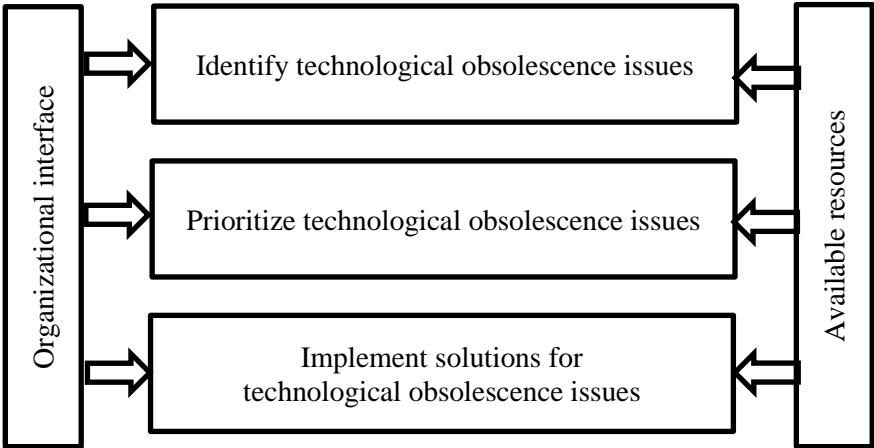 Organizational interface
Identify technological obsolescence issues
Prioritize technological obsolescence issues
Implement solutions for
technological obsolescence issues
Available resources